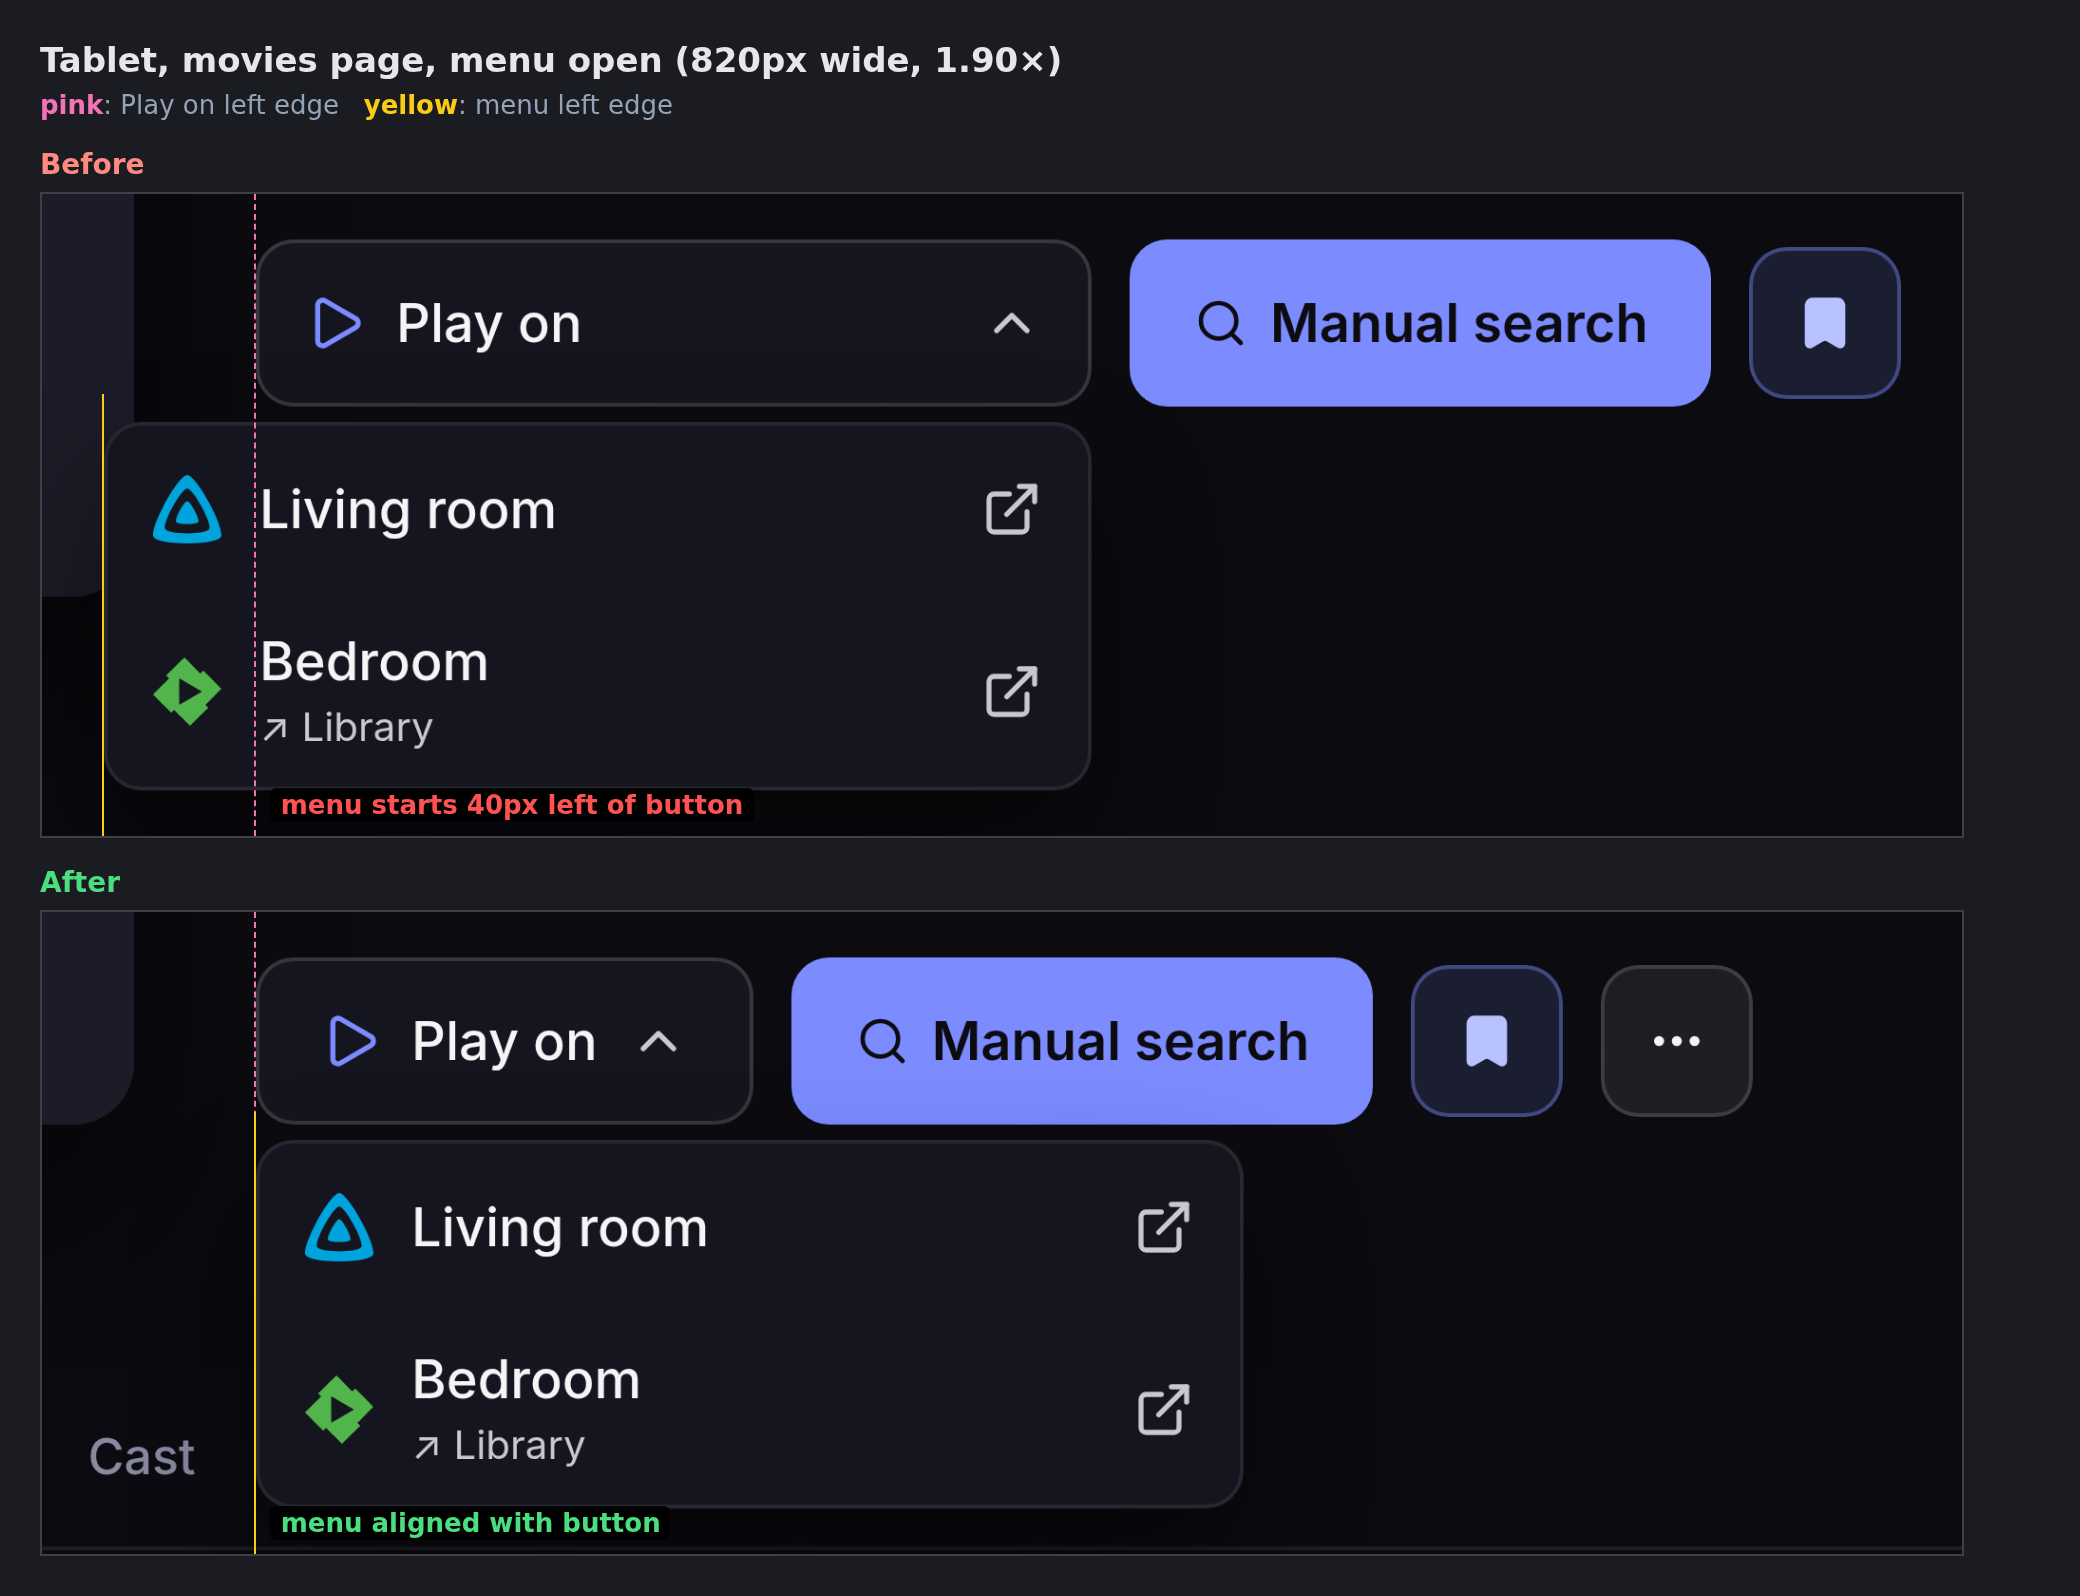 Tablet, movies page, menu open (820px wide, 1.90×)
pink: Play on left edge yellow: menu left edge
Before
Play on Manual search
Living room
Bedroom
Library
menu starts 40px left of button
After
Play on Manual search
Living room
Bedroom
Library
Cast
menu aligned with button